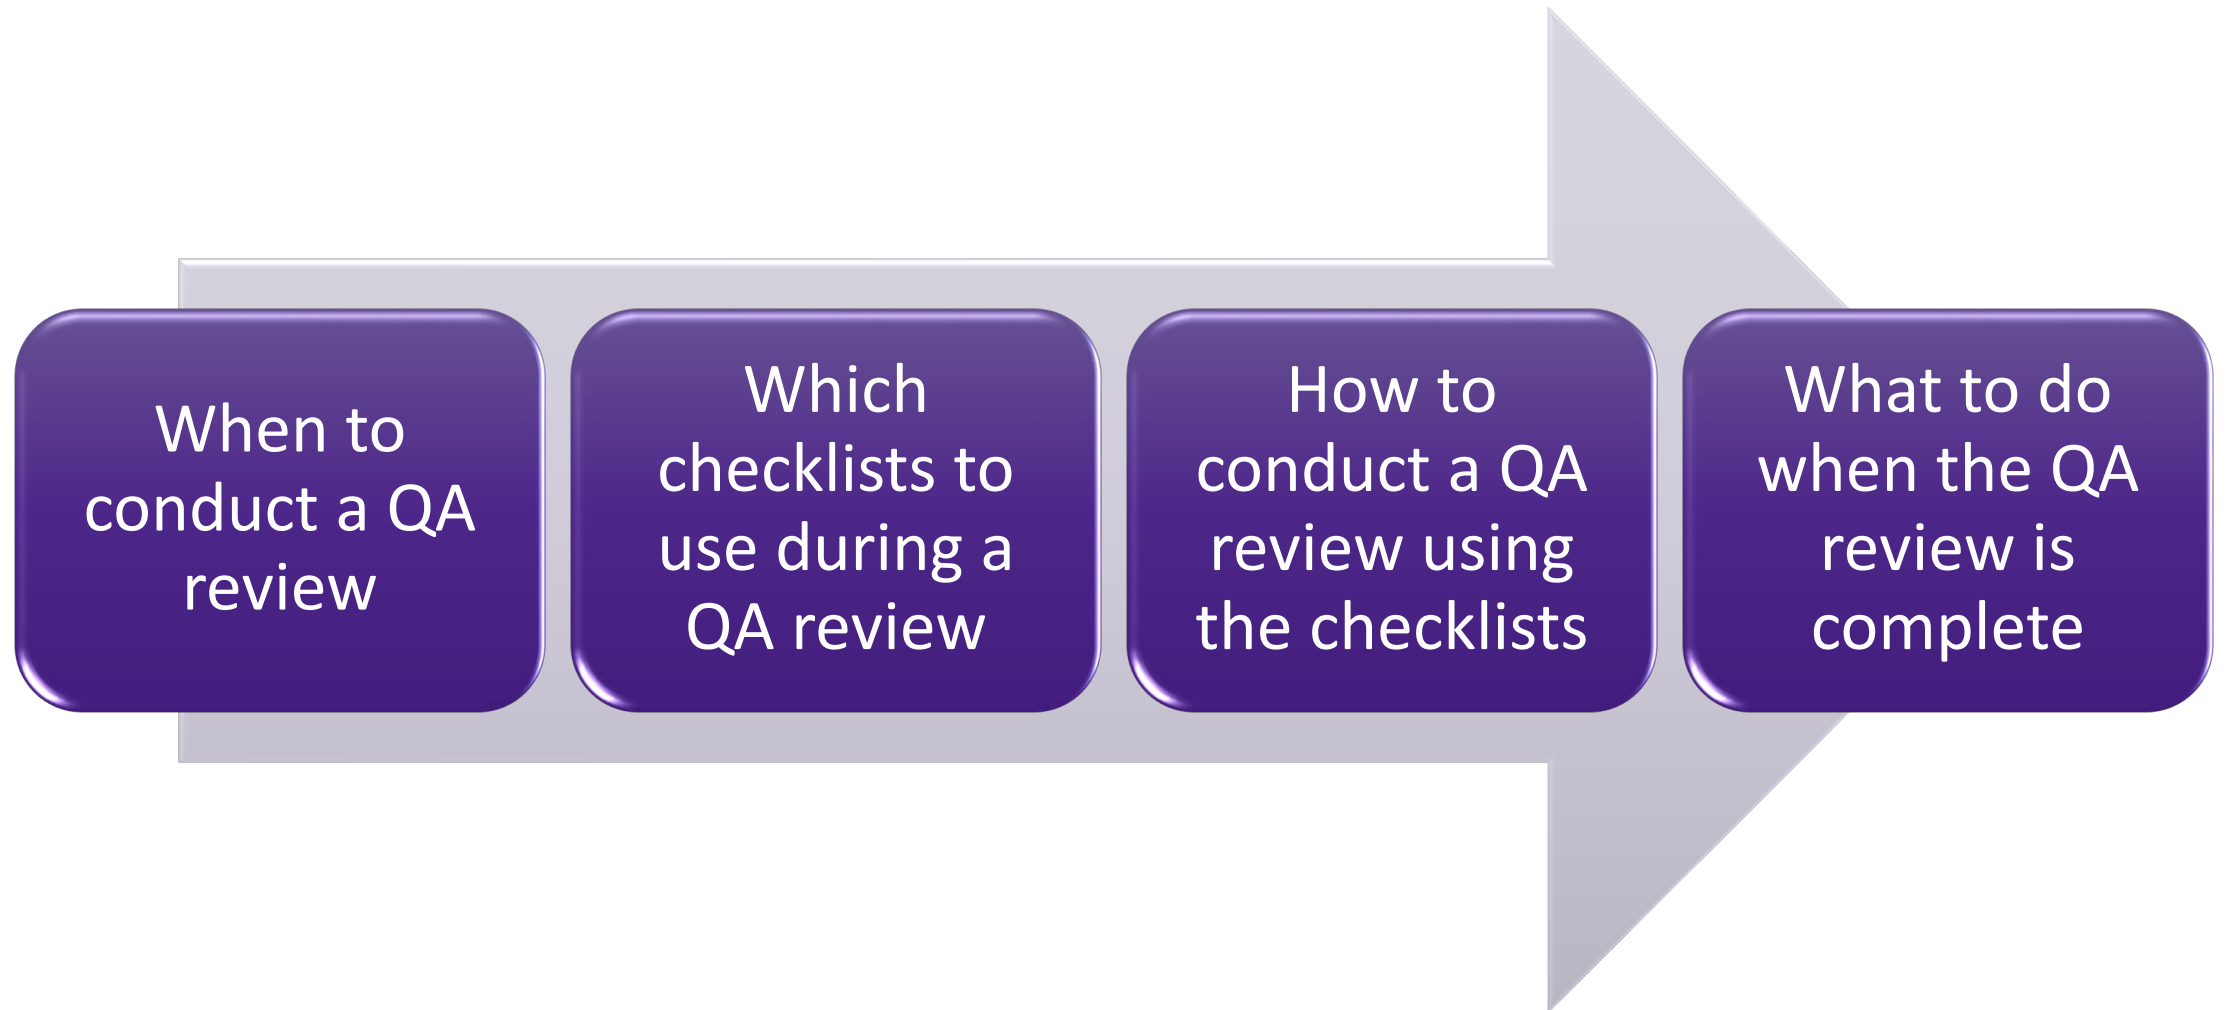 When to
conduct a QA
review
Which
checklists to
use during a
QA review
How to
conduct a QA
review using
the checklists
What to do
when the QA
review is
complete